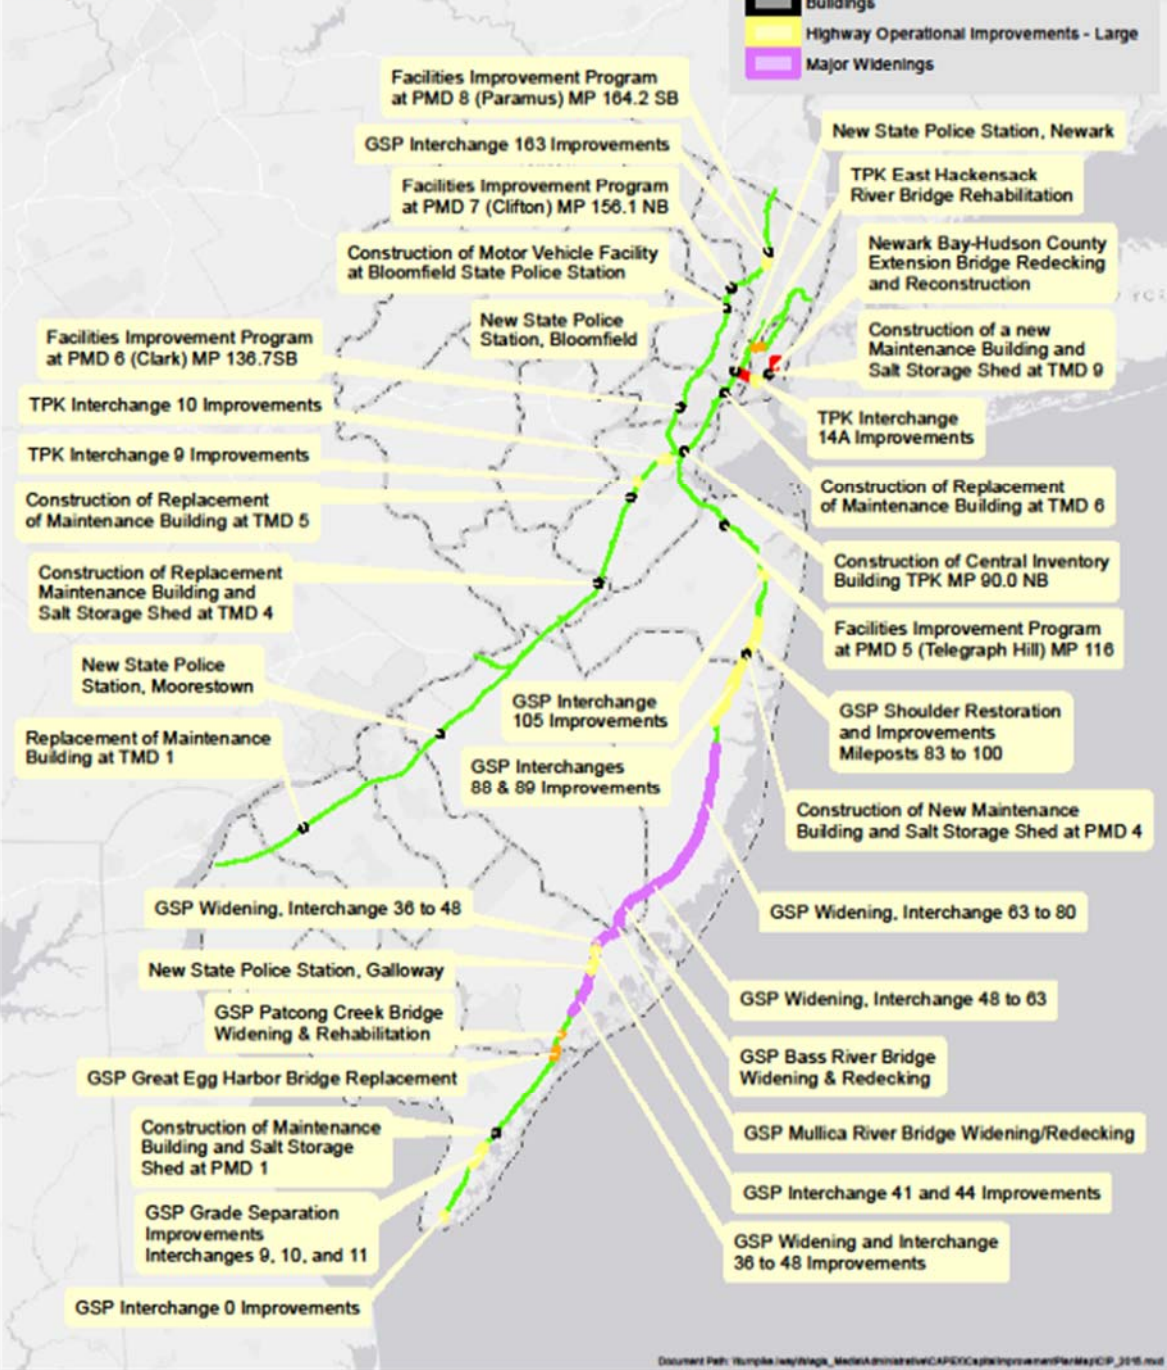 Buildings
Highway Operational Improvements - Large
Major Widenings
Facilities Improvement Program
at PMD 8 (Paramus) MP 164.2 SB
GSP Interchange 163 Improvements
Facilities Improvement Program
at PMD 7 (Clifton) MP 156.1 NB
Construction of Motor Vehicle Facility
at Bloomfield State Police Station
New State Police
Station, Bloomfield
Facilities Improvement Program
at PMD 6 (Clark) MP 136.7SB
TPK Interchange 10 Improvements
TPK Interchange 9 Improvements
Construction of Replacement
of Maintenance Building at TMD 5
Construction of Replacement
Maintenance Building and
Salt Storage Shed at TMD 4
New State Police
Station, Moorestown
Replacement of Maintenance
Building at TMD 1
New State Police Station, Newark
TPK East Hackensack
River Bridge Rehabilitation
Newark Bay-Hudson County
Extension Bridge Redecking
and Reconstruction
Construction of a new
Maintenance Building and
Salt Storage Shed at TMD 9
TPK Interchange
14A Improvements
Construction of Replacement
of Maintenance Building at TMD 6
Construction of Central Inventory
Building TPK MP 90.0 NB
Facilities Improvement Program
at PMD 5 (Telegraph Hill) MP 116
GSP Interchange
105 Improvements
GSP Shoulder Restoration
and Improvements
Mileposts 83 to 100
GSP Interchanges
88 & 89 Improvements
Construction of New Maintenance
Building and Salt Storage Shed at PMD 4
GSP Widening, Interchange 36 to 48
New State Police Station, Galloway
GSP Patcong Creek Bridge
Widening & Rehabilitation
GSP Great Egg Harbor Bridge Replacement
Construction of Maintenance
Building and Salt Storage
Shed at PMD 1
GSP Grade Separation
Improvements
Interchanges 9, 10, and 11
GSP Interchange 0 Improvements
GSP Widening, Interchange 63 to 80
GSP Widening, Interchange 48 to 63
GSP Bass River Bridge
Widening & Redecking
GSP Mullica River Bridge Widening/Redecking
GSP Interchange 41 and 44 Improvements
GSP Widening and Interchange
36 to 48 Improvements
Document Path: